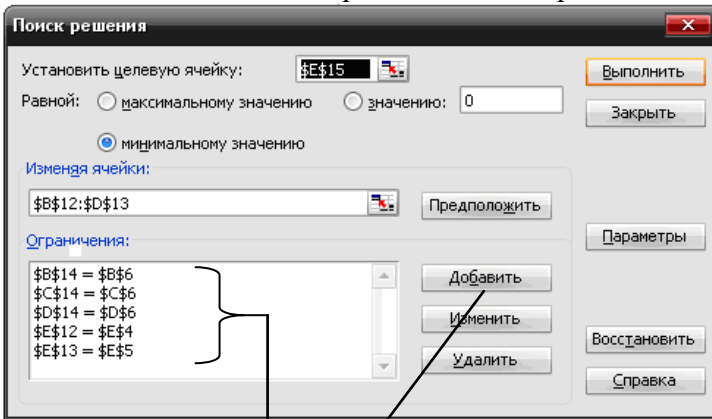 Поиск решения
Установить целевую ячейку: $E$15
Выполнить
Равной: максимальному значению значению: 0
Закрыть
минимальному значению
Изменяя ячейки:
$B$12:$D$13
Предположить
Ограничения:
Параметры
$B$14 = $B$6
$C$14 = $C$6
$D$14 = $D$6
$E$12 = $E$4
$E$13 = $E$5
Добавить
Изменить
Удалить
Восстановить
Справка